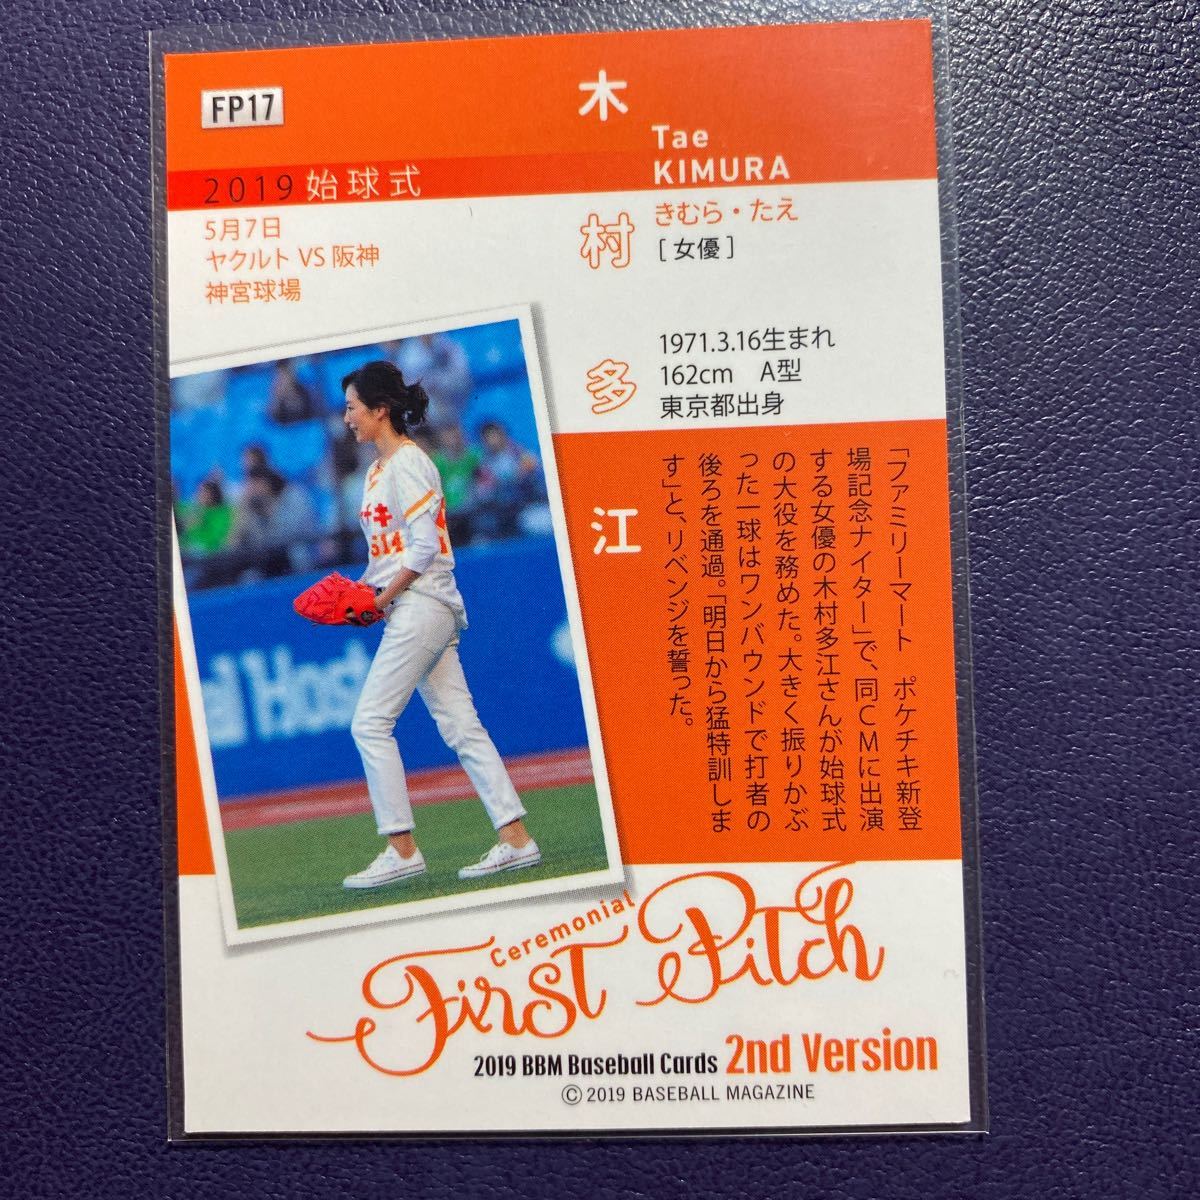 FP17
木村多江
Tae
KIMURA
2019始球式
5月7日
ヤクルト VS 阪神
神宮球場
きむら・たえ
[女優]
1971.3.16生まれ
162cm A型
東京都出身
「ファミリーマート ポケチキ新登
場記念ナイター」で、同CMに出演
する女優の木村多江さんが始球式
の大役を務めた。大きく振りかぶ
った一球はワンバウンドで打者の
後ろを通過。「明日から猛特訓しま
す」と、リベンジを誓った。
チキ
514
Ceremonial
First Pitch
2019 BBM Baseball Cards 2nd Version
© 2019 BASEBALL MAGAZINE